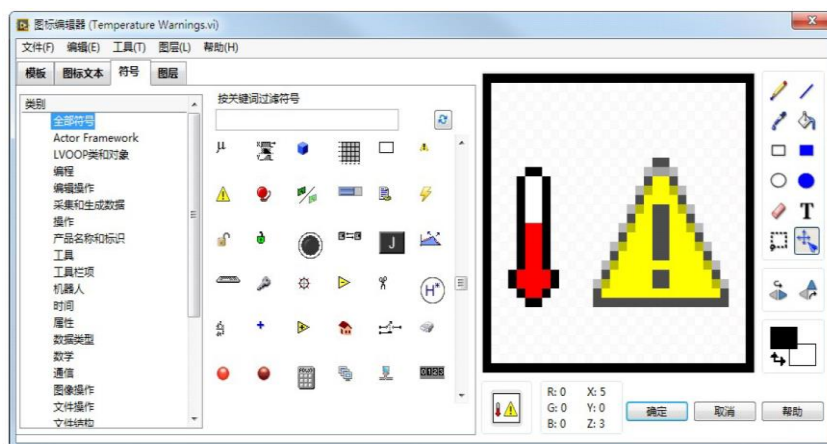 图标编辑器 (Temperature Warnings.vi)
文件(F) 编辑(E) 工具(T) 图层(L) 帮助(H)
模板 图标文本 符号 图层
类别
全部符号
Actor Framework
LVOOP类和对象
编程
编辑操作
采集和生成数据
操作
产品名称和标识
工具
工具栏项
机器人
时间
属性
数据类型
数学
通信
图像操作
文件操作
文件结构
按关键词过滤符号
μ
J
H*
0123
T
R: 0 X: 5
G: 0 Y: 0
B: 0 Z: 3
确定 取消 帮助